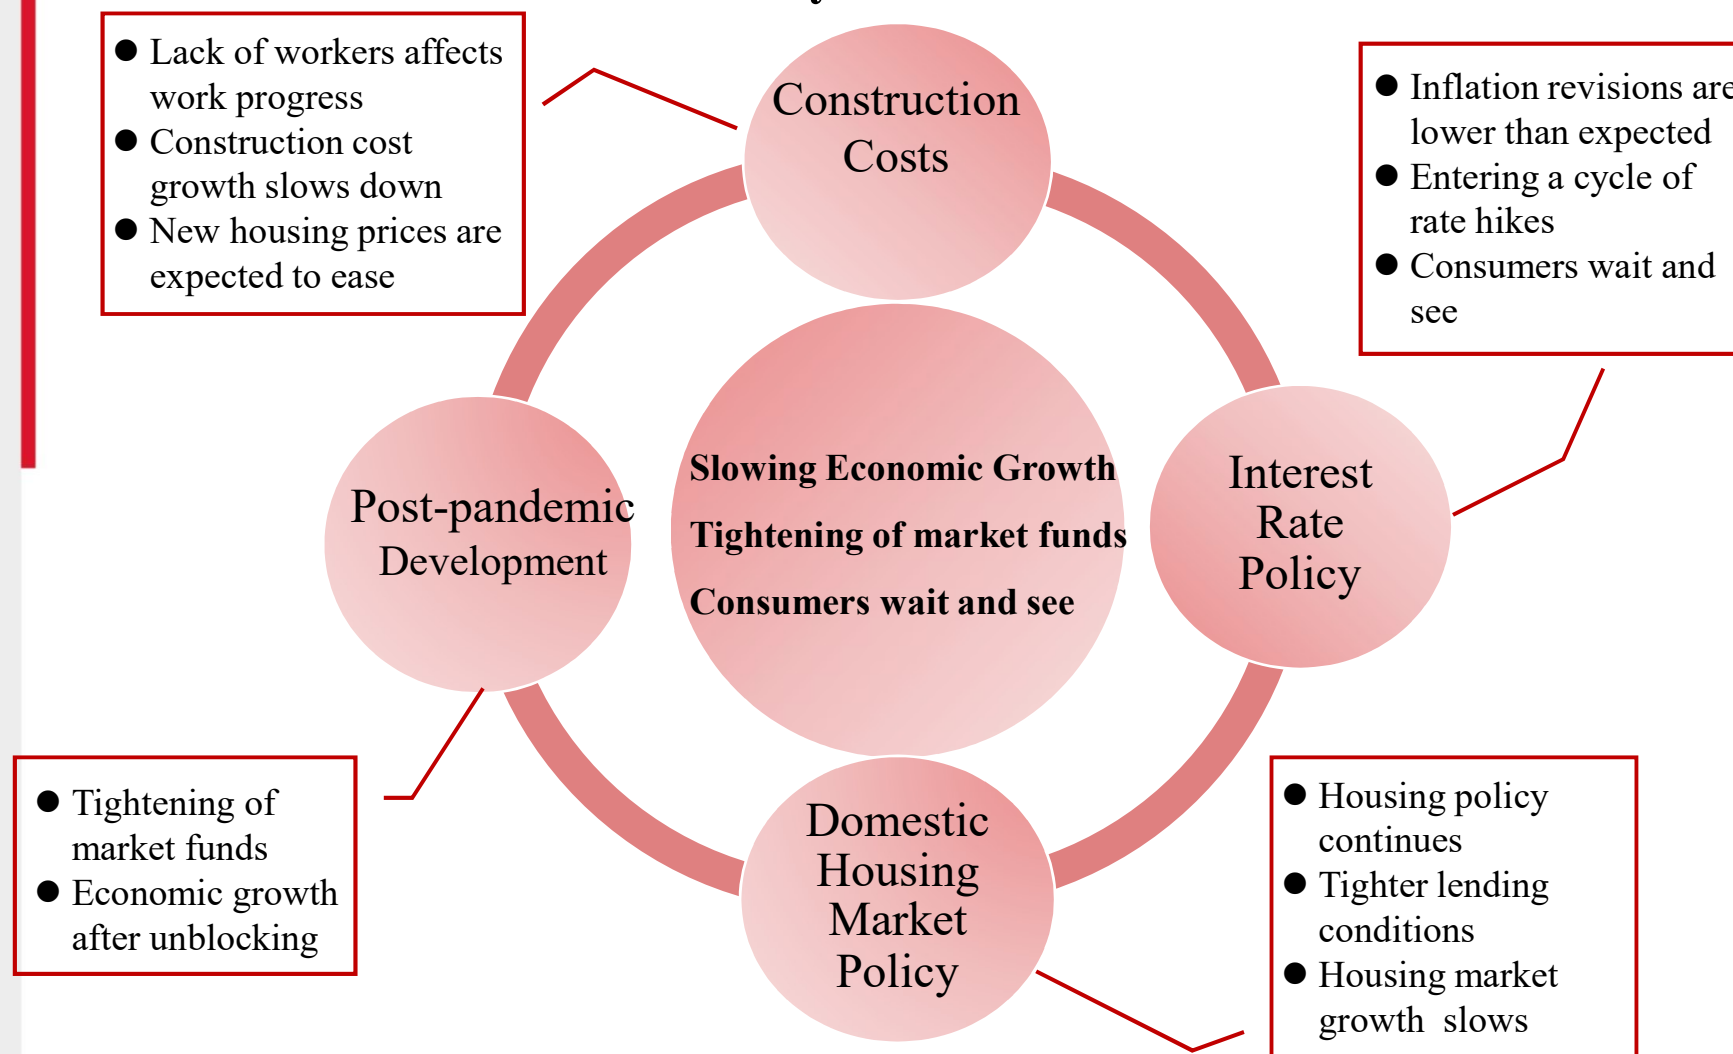 ● Lack of workers affects
work progress
● Construction cost
growth slows down
● New housing prices are
expected to ease
Construction
Costs
● Inflation revisions are
lower than expected
● Entering a cycle of
rate hikes
● Consumers wait and
see
Post-pandemic
Development
Slowing Economic Growth
Tightening of market funds
Consumers wait and see
Interest
Rate
Policy
● Tightening of
market funds
● Economic growth
after unblocking
Domestic
Housing
Market
Policy
● Housing policy
continues
● Tighter lending
conditions
● Housing market
growth slows